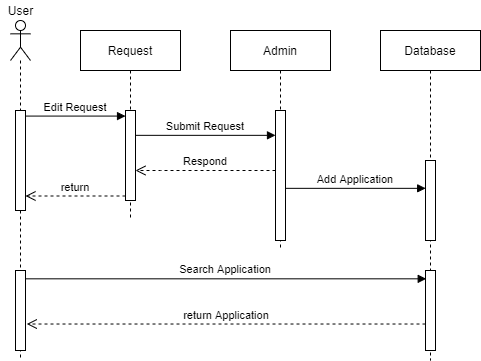 User
Request
Admin
Database
Edit Request
Submit Request
Respond
Add Application
return
Search Application
return Application